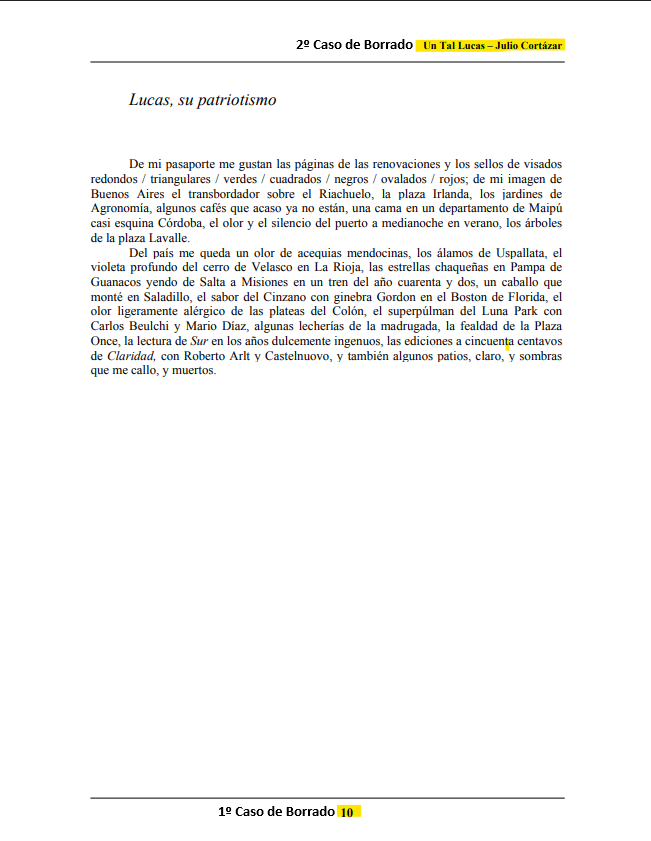 2º Caso de Borrado Un Tal Lucas – Julio Cortázar
Lucas, su patriotismo
De mi pasaporte me gustan las páginas de las renovaciones y los sellos de visados
redondos / triangulares / verdes / cuadrados / negros / ovalados / rojos; de mi imagen de
Buenos Aires el transbordador sobre el Riachuelo, la plaza Irlanda, los jardines de
Agronomía, algunos cafés que acaso ya no están, una cama en un departamento de Maipú
casi esquina Córdoba, el olor y el silencio del puerto a medianoche en verano, los árboles
de la plaza Lavalle.
Del país me queda un olor de acequias mendocinas, los álamos de Uspallata, el
violeta profundo del cerro de Velasco en La Rioja, las estrellas chaqueñas en Pampa de
Guanacos yendo de Salta a Misiones en un tren del año cuarenta y dos, un caballo que
monté en Saladillo, el sabor del Cinzano con ginebra Gordon en el Boston de Florida, el
olor ligeramente alérgico de las plateas del Colón, el superpúlman del Luna Park con
Carlos Beulchi y Mario Díaz, algunas lecherías de la madrugada, la fealdad de la Plaza
Once, la lectura de Sur en los años dulcemente ingenuos, las ediciones a cincuenta centavos
de Claridad, con Roberto Arlt y Castelnuovo, y también algunos patios, claro, y sombras
que me callo, y muertos.
1º Caso de Borrado 10